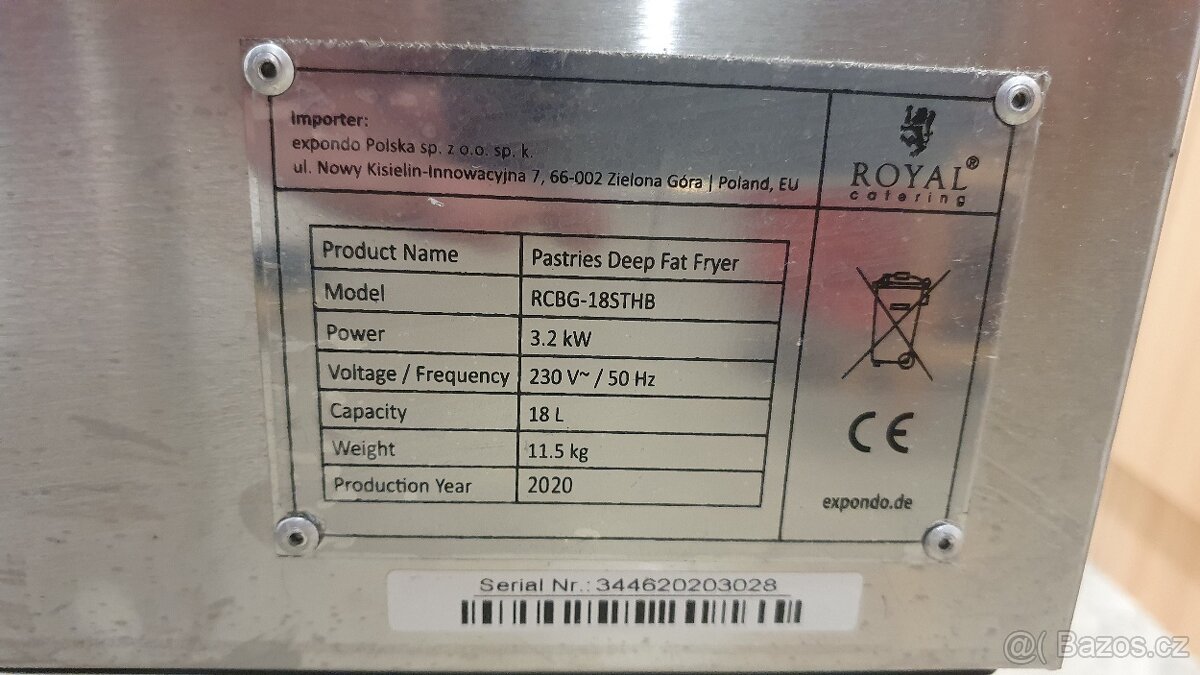 Importer:
expondo Polska sp. z o.o. sp. k.
ul. Nowy Kisielin-Innowacyjna 7, 66-002 Zielona Góra | Poland, EU
ROYAL®
catering
Product Name Pastries Deep Fat Fryer
Model RCBG-18STHB
Power 3.2 kW
Voltage / Frequency 230 V~ / 50 Hz
Capacity 18 L
Weight 11.5 kg
Production Year 2020
CE
expondo.de
Serial Nr.: 344620203028
@( Bazos.cz